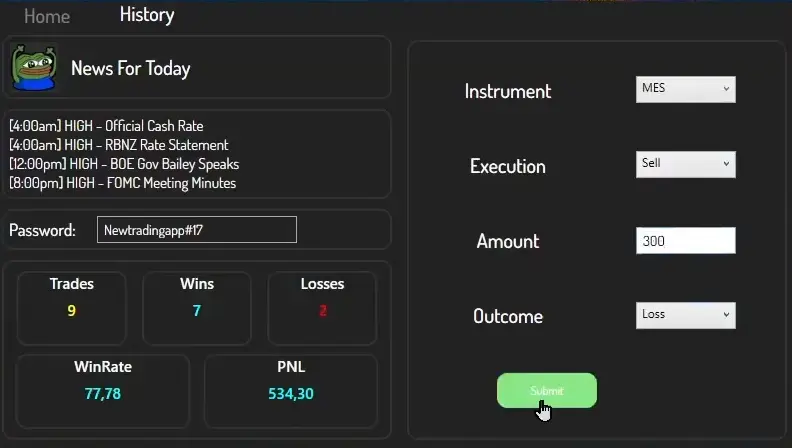 Home
History
News For Today
[4:00am] HIGH - Official Cash Rate
[4:00am] HIGH - RBNZ Rate Statement
[12:00pm] HIGH - BOE Gov Bailey Speaks
[8:00pm] HIGH - FOMC Meeting Minutes
Password: Newtradingapp#17
Trades
Wins
Losses
9
7
2
WinRate
PNL
77,78
534,30
Instrument
MES
Execution
Sell
Amount
300
Outcome
Loss
Submit